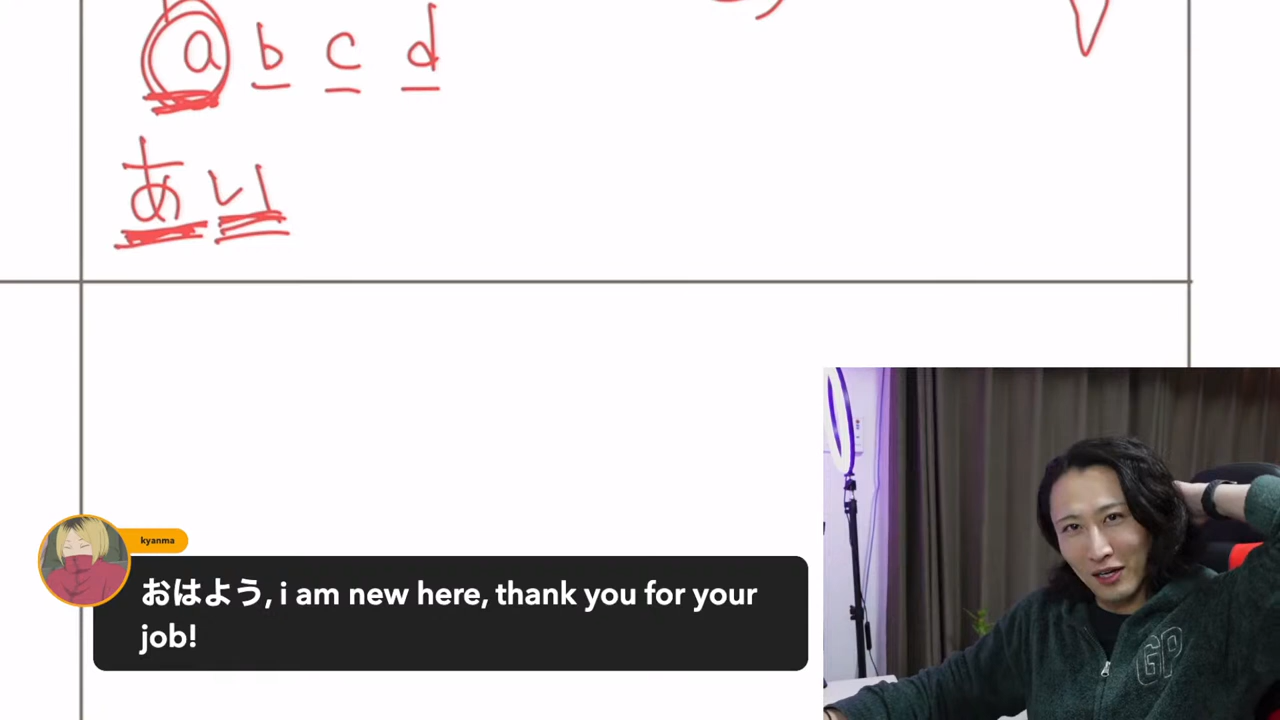 a b c d
あい
kyanma
おはよう, i am new here, thank you for your
job!
GP